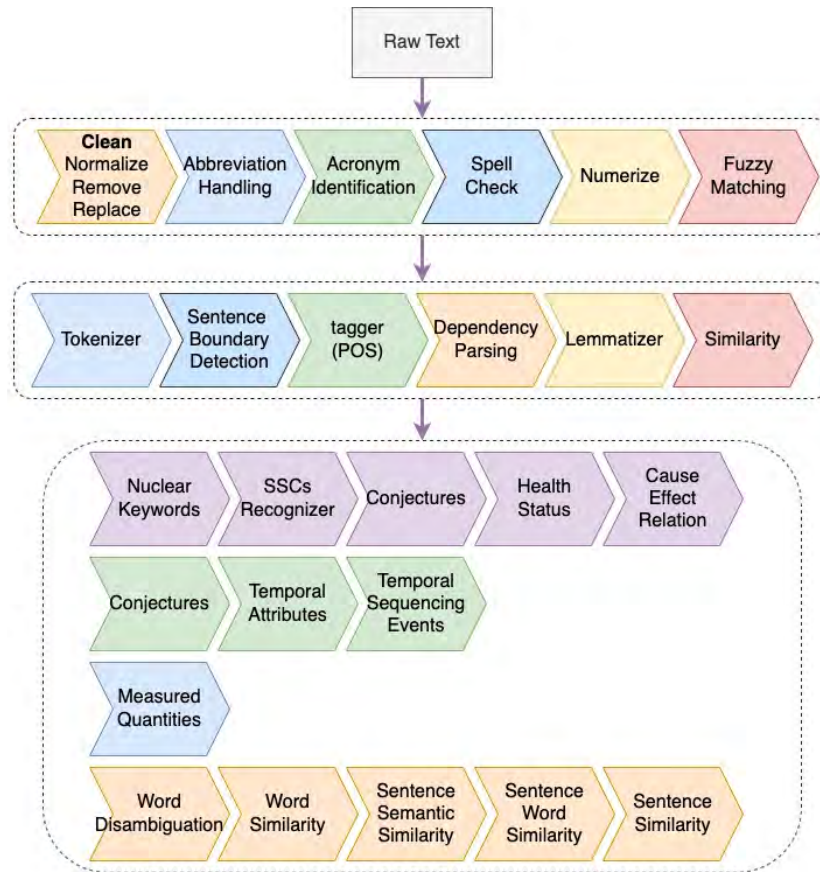 Raw Text
Clean
Normalize
Remove
Replace
Abbreviation
Handling
Acronym
Identification
Spell
Check
Numerize
Fuzzy
Matching
Tokenizer
Sentence
Boundary
Detection
tagger
(POS)
Dependency
Parsing
Lemmatizer
Similarity
Nuclear
Keywords
SSCs
Recognizer
Conjectures
Health
Status
Cause
Effect
Relation
Conjectures
Temporal
Attributes
Temporal
Sequencing
Events
Measured
Quantities
Word
Disambiguation
Word
Similarity
Sentence
Semantic
Similarity
Sentence
Word
Similarity
Sentence
Similarity